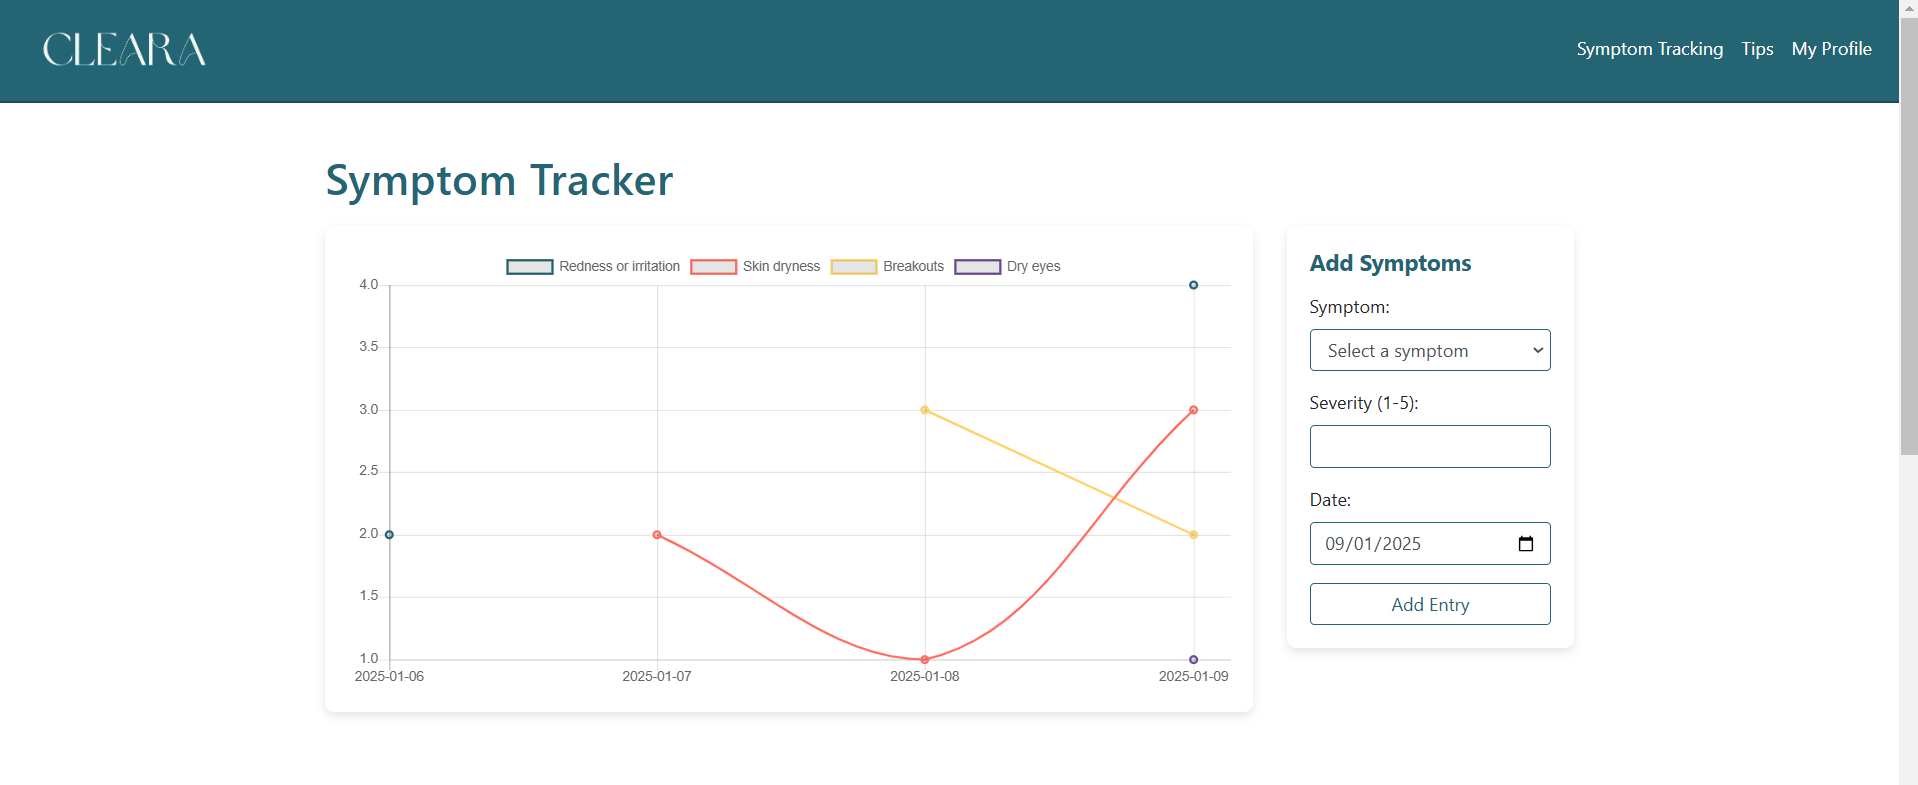 CLEARA
Symptom Tracking Tips My Profile
Symptom Tracker
Redness or irritation Skin dryness Breakouts Dry eyes
4.0
3.5
3.0
2.5
2.0
1.5
1.0
2025-01-06 2025-01-07 2025-01-08 2025-01-09
Add Symptoms
Symptom:
Select a symptom
Severity (1-5):
Date:
09/01/2025
Add Entry